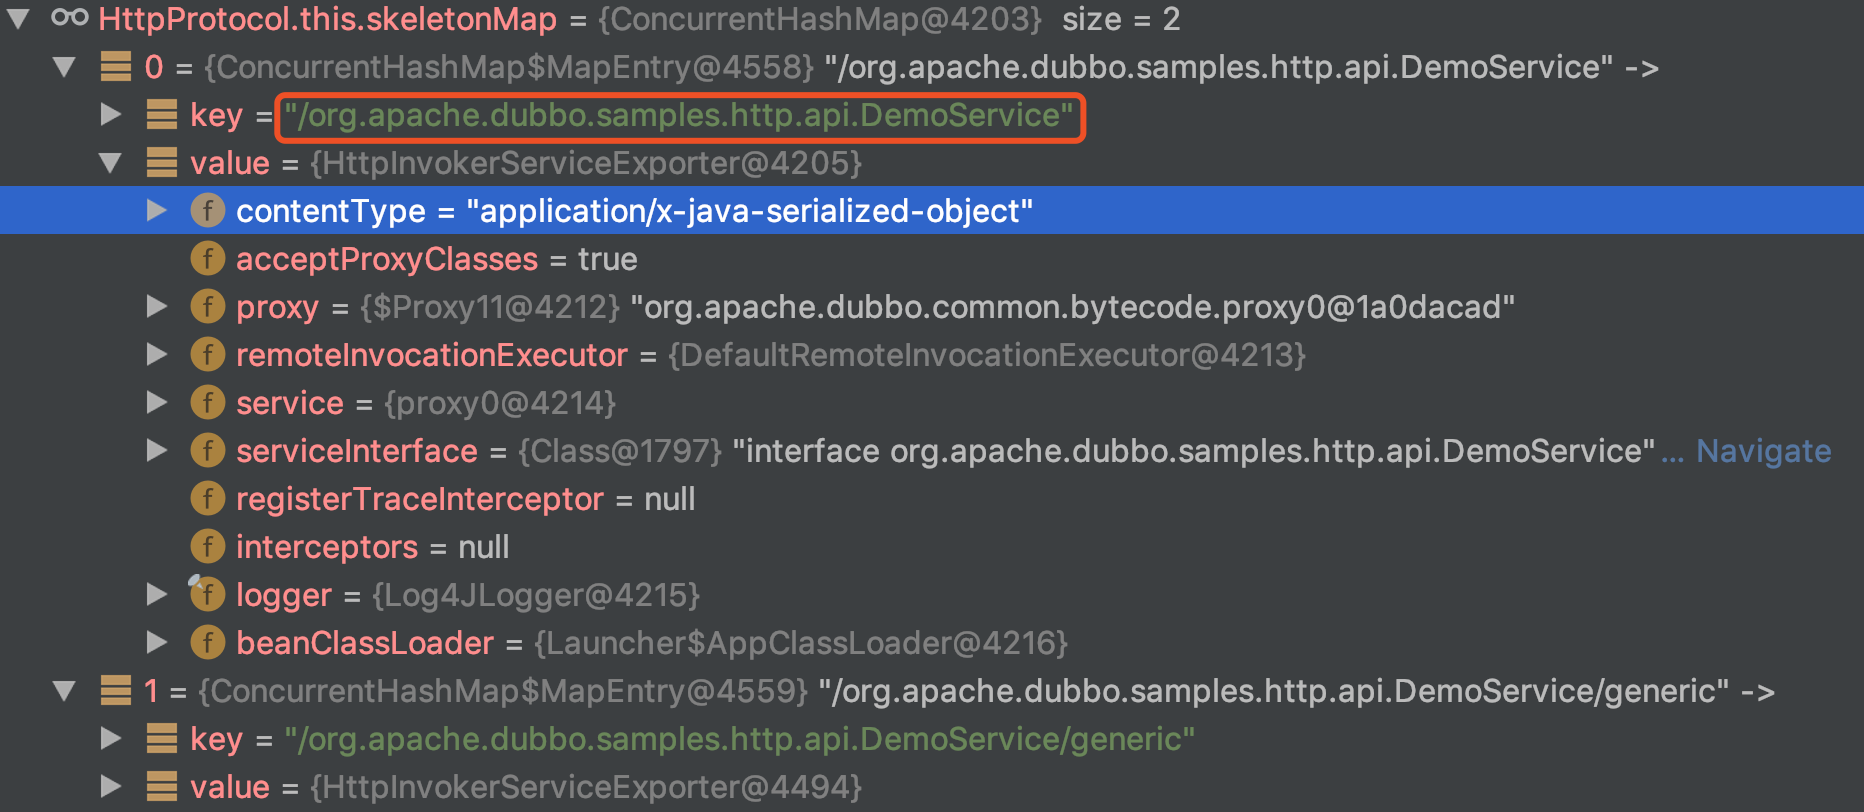 HttpProtocol.this.skeletonMap = {ConcurrentHashMap@4203} size = 2
0 = {ConcurrentHashMap$MapEntry@4558} "/org.apache.dubbo.samples.http.api.DemoService" ->
key = "/org.apache.dubbo.samples.http.api.DemoService"
value = {HttpInvokerServiceExporter@4205}
f contentType = "application/x-java-serialized-object"
f acceptProxyClasses = true
f proxy = {$Proxy11@4212} "org.apache.dubbo.common.bytecode.proxy0@1a0dacad"
f remoteInvocationExecutor = {DefaultRemoteInvocationExecutor@4213}
f service = {proxy0@4214}
f serviceInterface = {Class@1797} "interface org.apache.dubbo.samples.http.api.DemoService" ... Navigate
f registerTraceInterceptor = null
f interceptors = null
f logger = {Log4JLogger@4215}
f beanClassLoader = {Launcher$AppClassLoader@4216}
1 = {ConcurrentHashMap$MapEntry@4559} "/org.apache.dubbo.samples.http.api.DemoService/generic" ->
key = "/org.apache.dubbo.samples.http.api.DemoService/generic"
value = {HttpInvokerServiceExporter@4494}